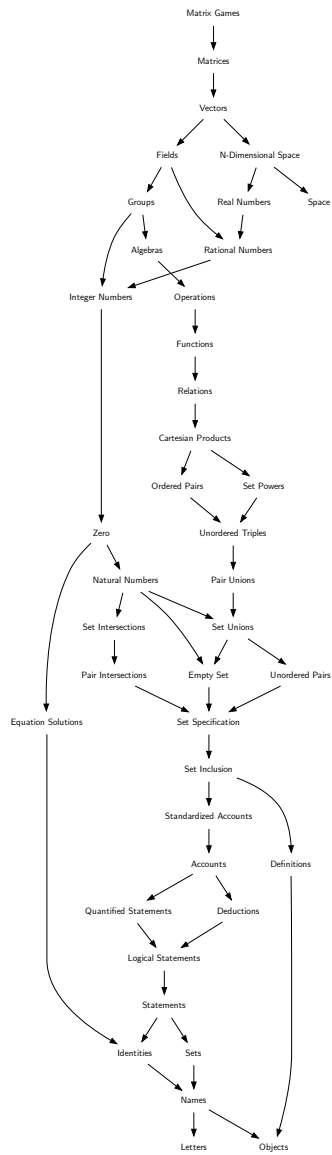 Matrix Games
Matrices
Vectors
Fields
N-Dimensional Space
Groups
Real Numbers
Space
Algebras
Rational Numbers
Integer Numbers
Operations
Functions
Relations
Cartesian Products
Ordered Pairs
Set Powers
Zero
Unordered Triples
Natural Numbers
Pair Unions
Set Intersections
Set Unions
Pair Intersections
Empty Set
Unordered Pairs
Equation Solutions
Set Specification
Set Inclusion
Standardized Accounts
Accounts
Definitions
Quantified Statements
Deductions
Logical Statements
Statements
Identities
Sets
Names
Letters
Objects